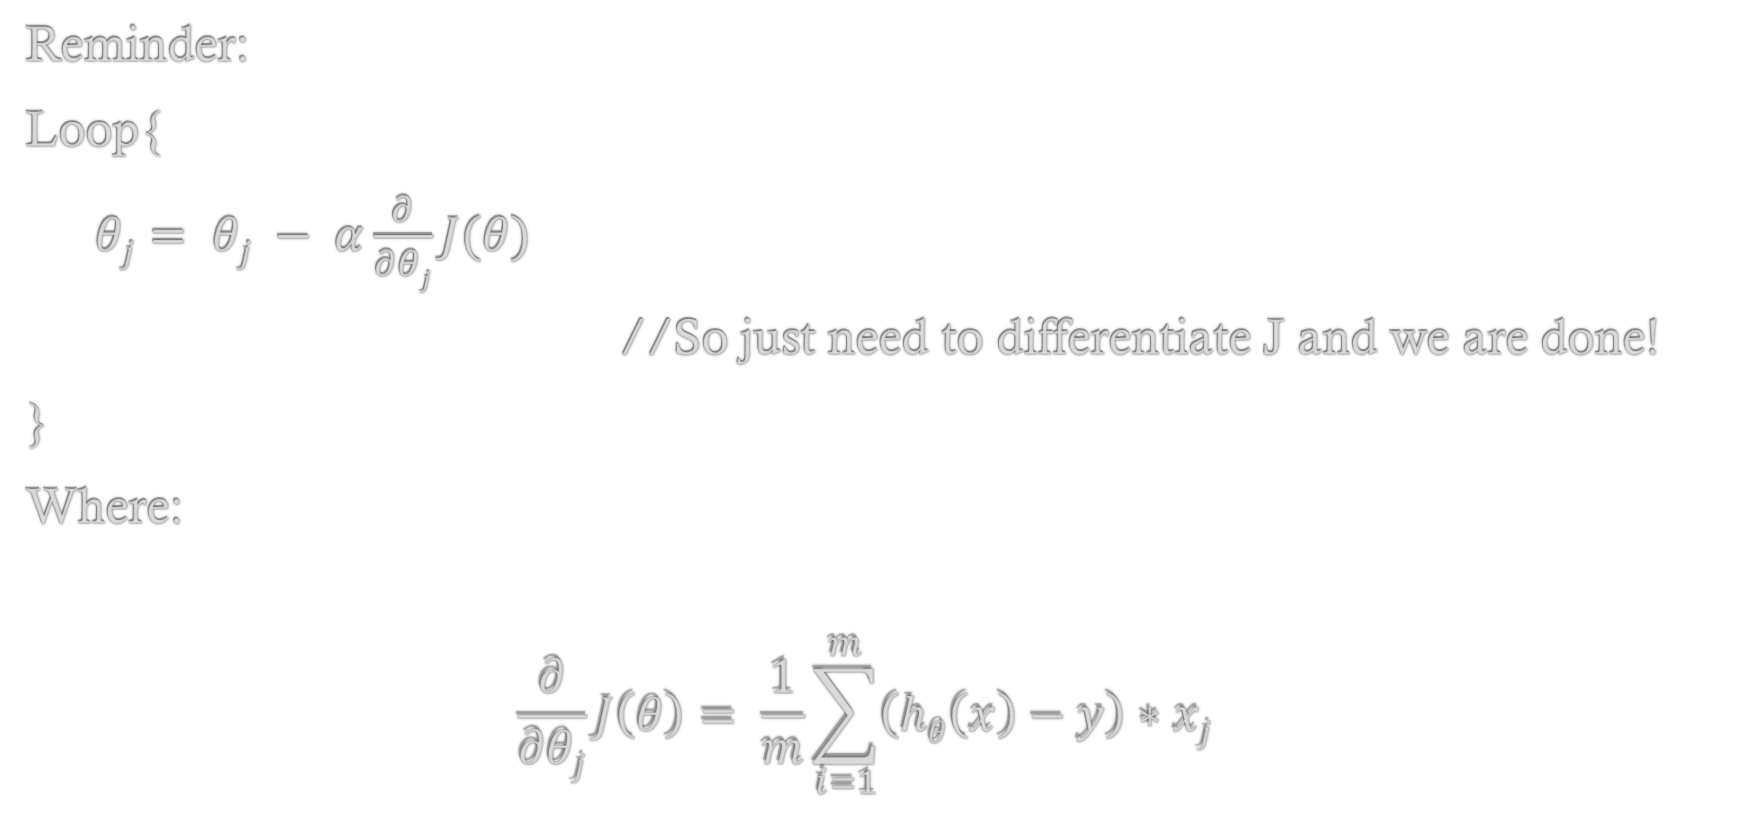 Reminder:
Loop{
θ_j = θ_j − α ∂/∂θ_j J(θ)
//So just need to differentiate J and we are done!
}
Where:
∂/∂θ_j J(θ) = 1/m ∑_{i=1}^{m} (h_θ(x) − y) * x_j